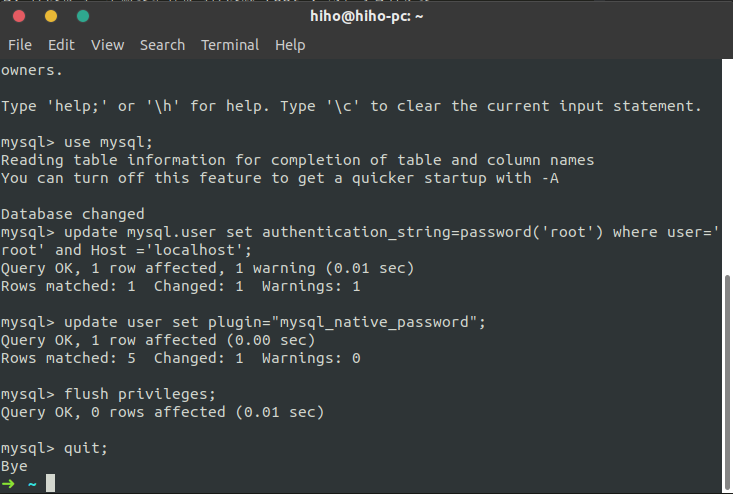 hiho@hiho-pc: ~
File Edit View Search Terminal Help
owners.
Type 'help;' or '\h' for help. Type '\c' to clear the current input statement.
mysql> use mysql;
Reading table information for completion of table and column names
You can turn off this feature to get a quicker startup with -A
Database changed
mysql> update mysql.user set authentication_string=password('root') where user='
root' and Host ='localhost';
Query OK, 1 row affected, 1 warning (0.01 sec)
Rows matched: 1  Changed: 1  Warnings: 1
mysql> update user set plugin="mysql_native_password";
Query OK, 1 row affected (0.00 sec)
Rows matched: 5  Changed: 1  Warnings: 0
mysql> flush privileges;
Query OK, 0 rows affected (0.01 sec)
mysql> quit;
Bye
➜  ~